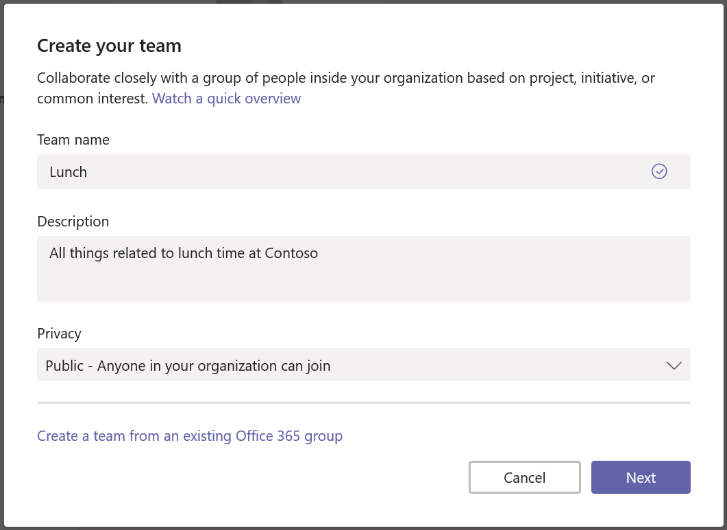 Create your team
Collaborate closely with a group of people inside your organization based on project, initiative, or
common interest. Watch a quick overview
Team name
Lunch
Description
All things related to lunch time at Contoso
Privacy
Public - Anyone in your organization can join
Create a team from an existing Office 365 group
Cancel
Next